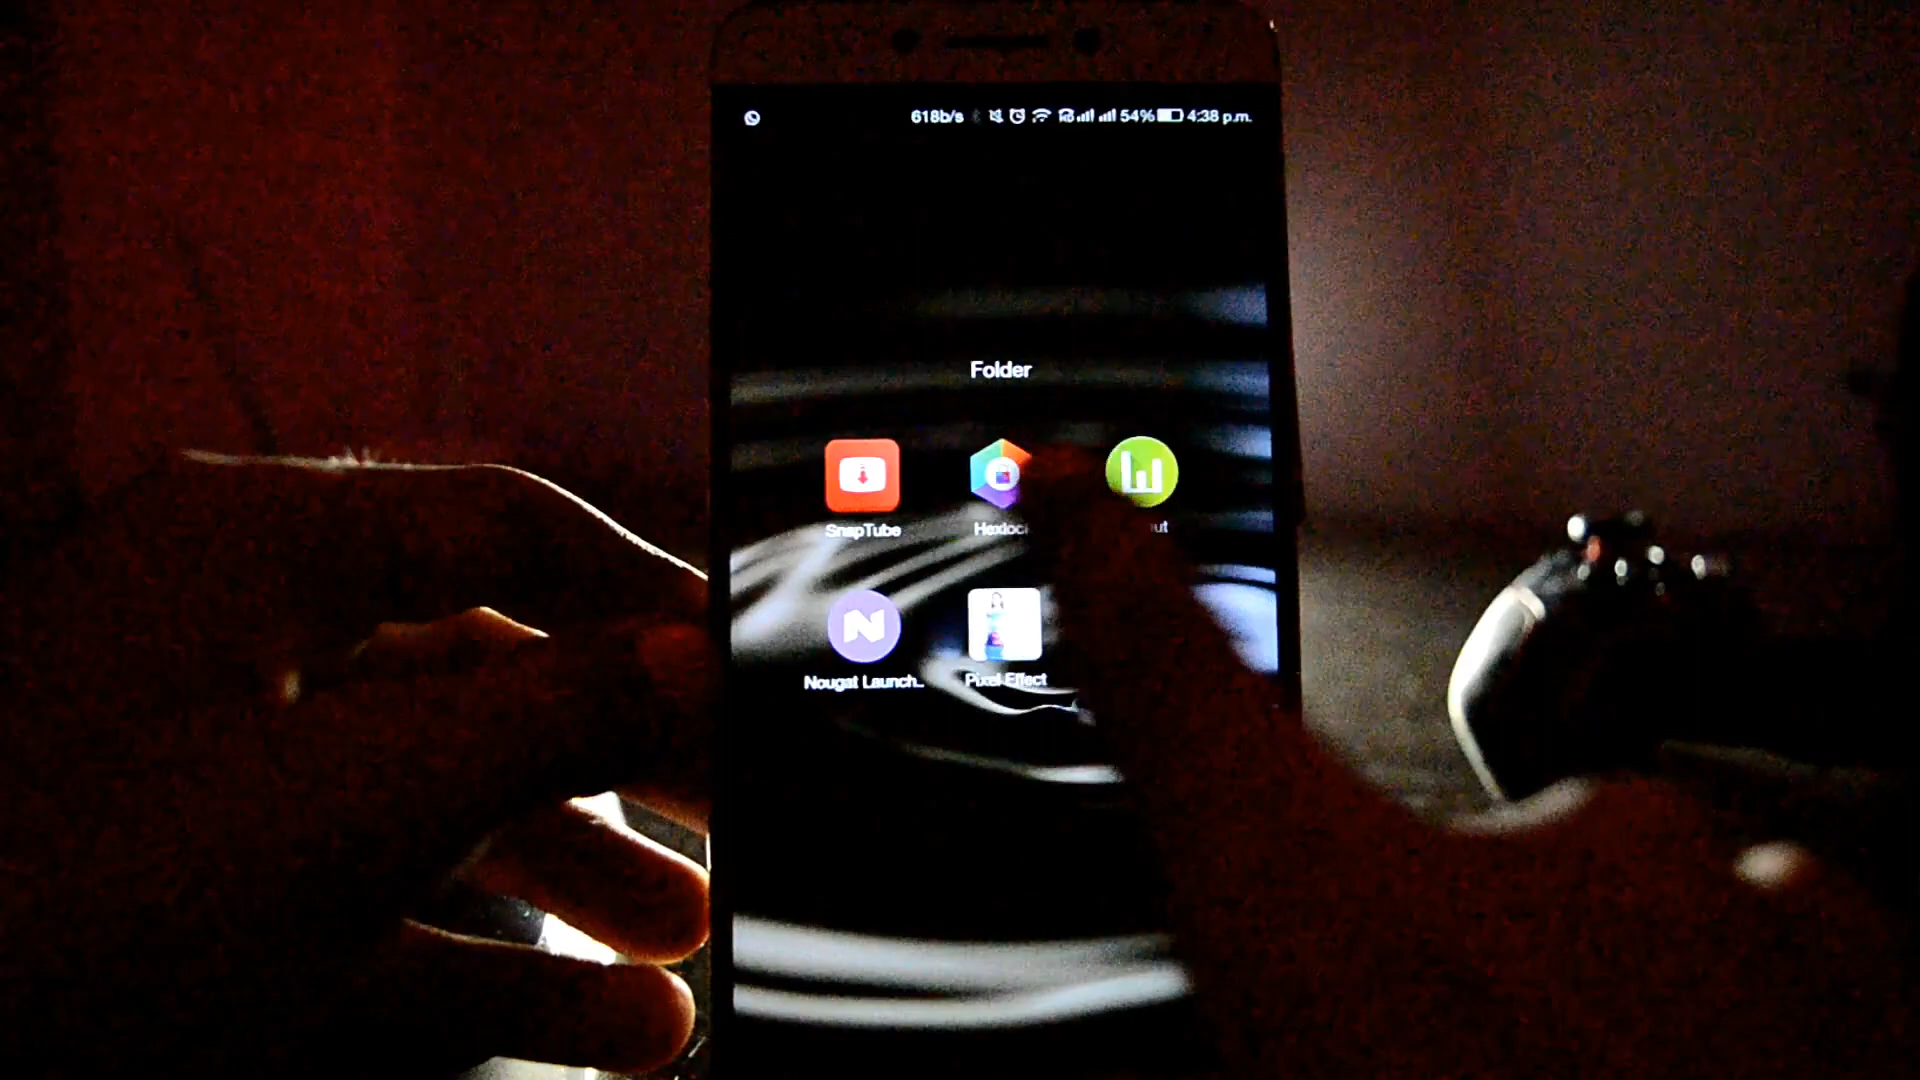 618b/s 54% 4:38 p.m.
Folder
SnapTube
Nougat Launch..
Pixel Effect